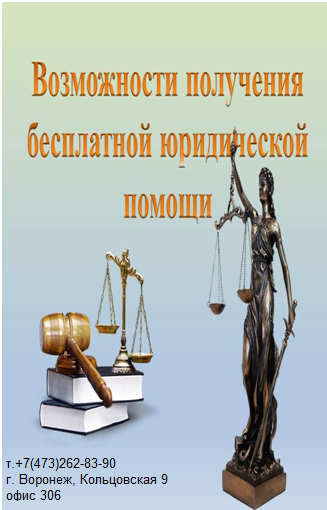 Возможности получения
бесплатной юридической
помощи
т.+7(473)262-83-90
г. Воронеж, Кольцовская 9
офис 306